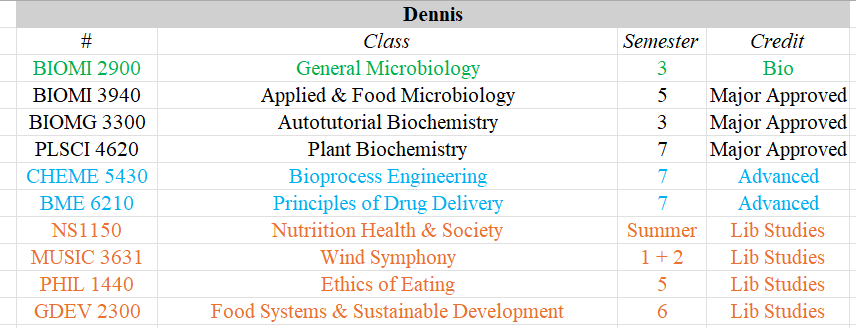 Dennis
# Class Semester Credit
BIOMI 2900 General Microbiology 3 Bio
BIOMI 3940 Applied & Food Microbiology 5 Major Approved
BIOMG 3300 Autotutorial Biochemistry 3 Major Approved
PLSCI 4620 Plant Biochemistry 7 Major Approved
CHEME 5430 Bioprocess Engineering 7 Advanced
BME 6210 Principles of Drug Delivery 7 Advanced
NS1150 Nutriition Health & Society Summer Lib Studies
MUSIC 3631 Wind Symphony 1 + 2 Lib Studies
PHIL 1440 Ethics of Eating 5 Lib Studies
GDEV 2300 Food Systems & Sustainable Development 6 Lib Studies